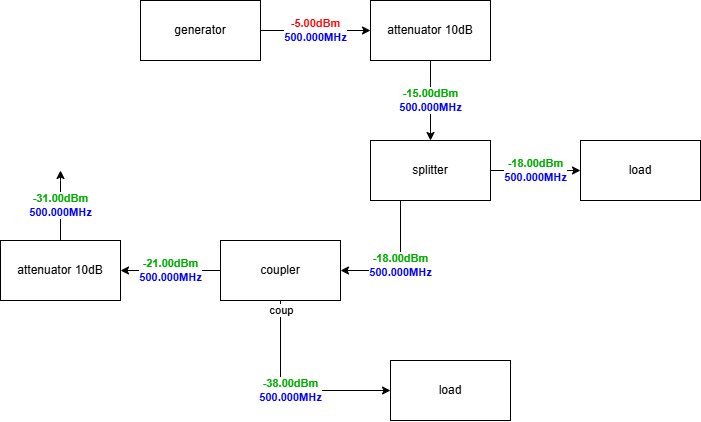 generator
-5.00dBm
500.000MHz
attenuator 10dB
-15.00dBm
500.000MHz
splitter
-18.00dBm
500.000MHz
load
-31.00dBm
500.000MHz
attenuator 10dB
-21.00dBm
500.000MHz
coupler
-18.00dBm
500.000MHz
coup
-38.00dBm
500.000MHz
load